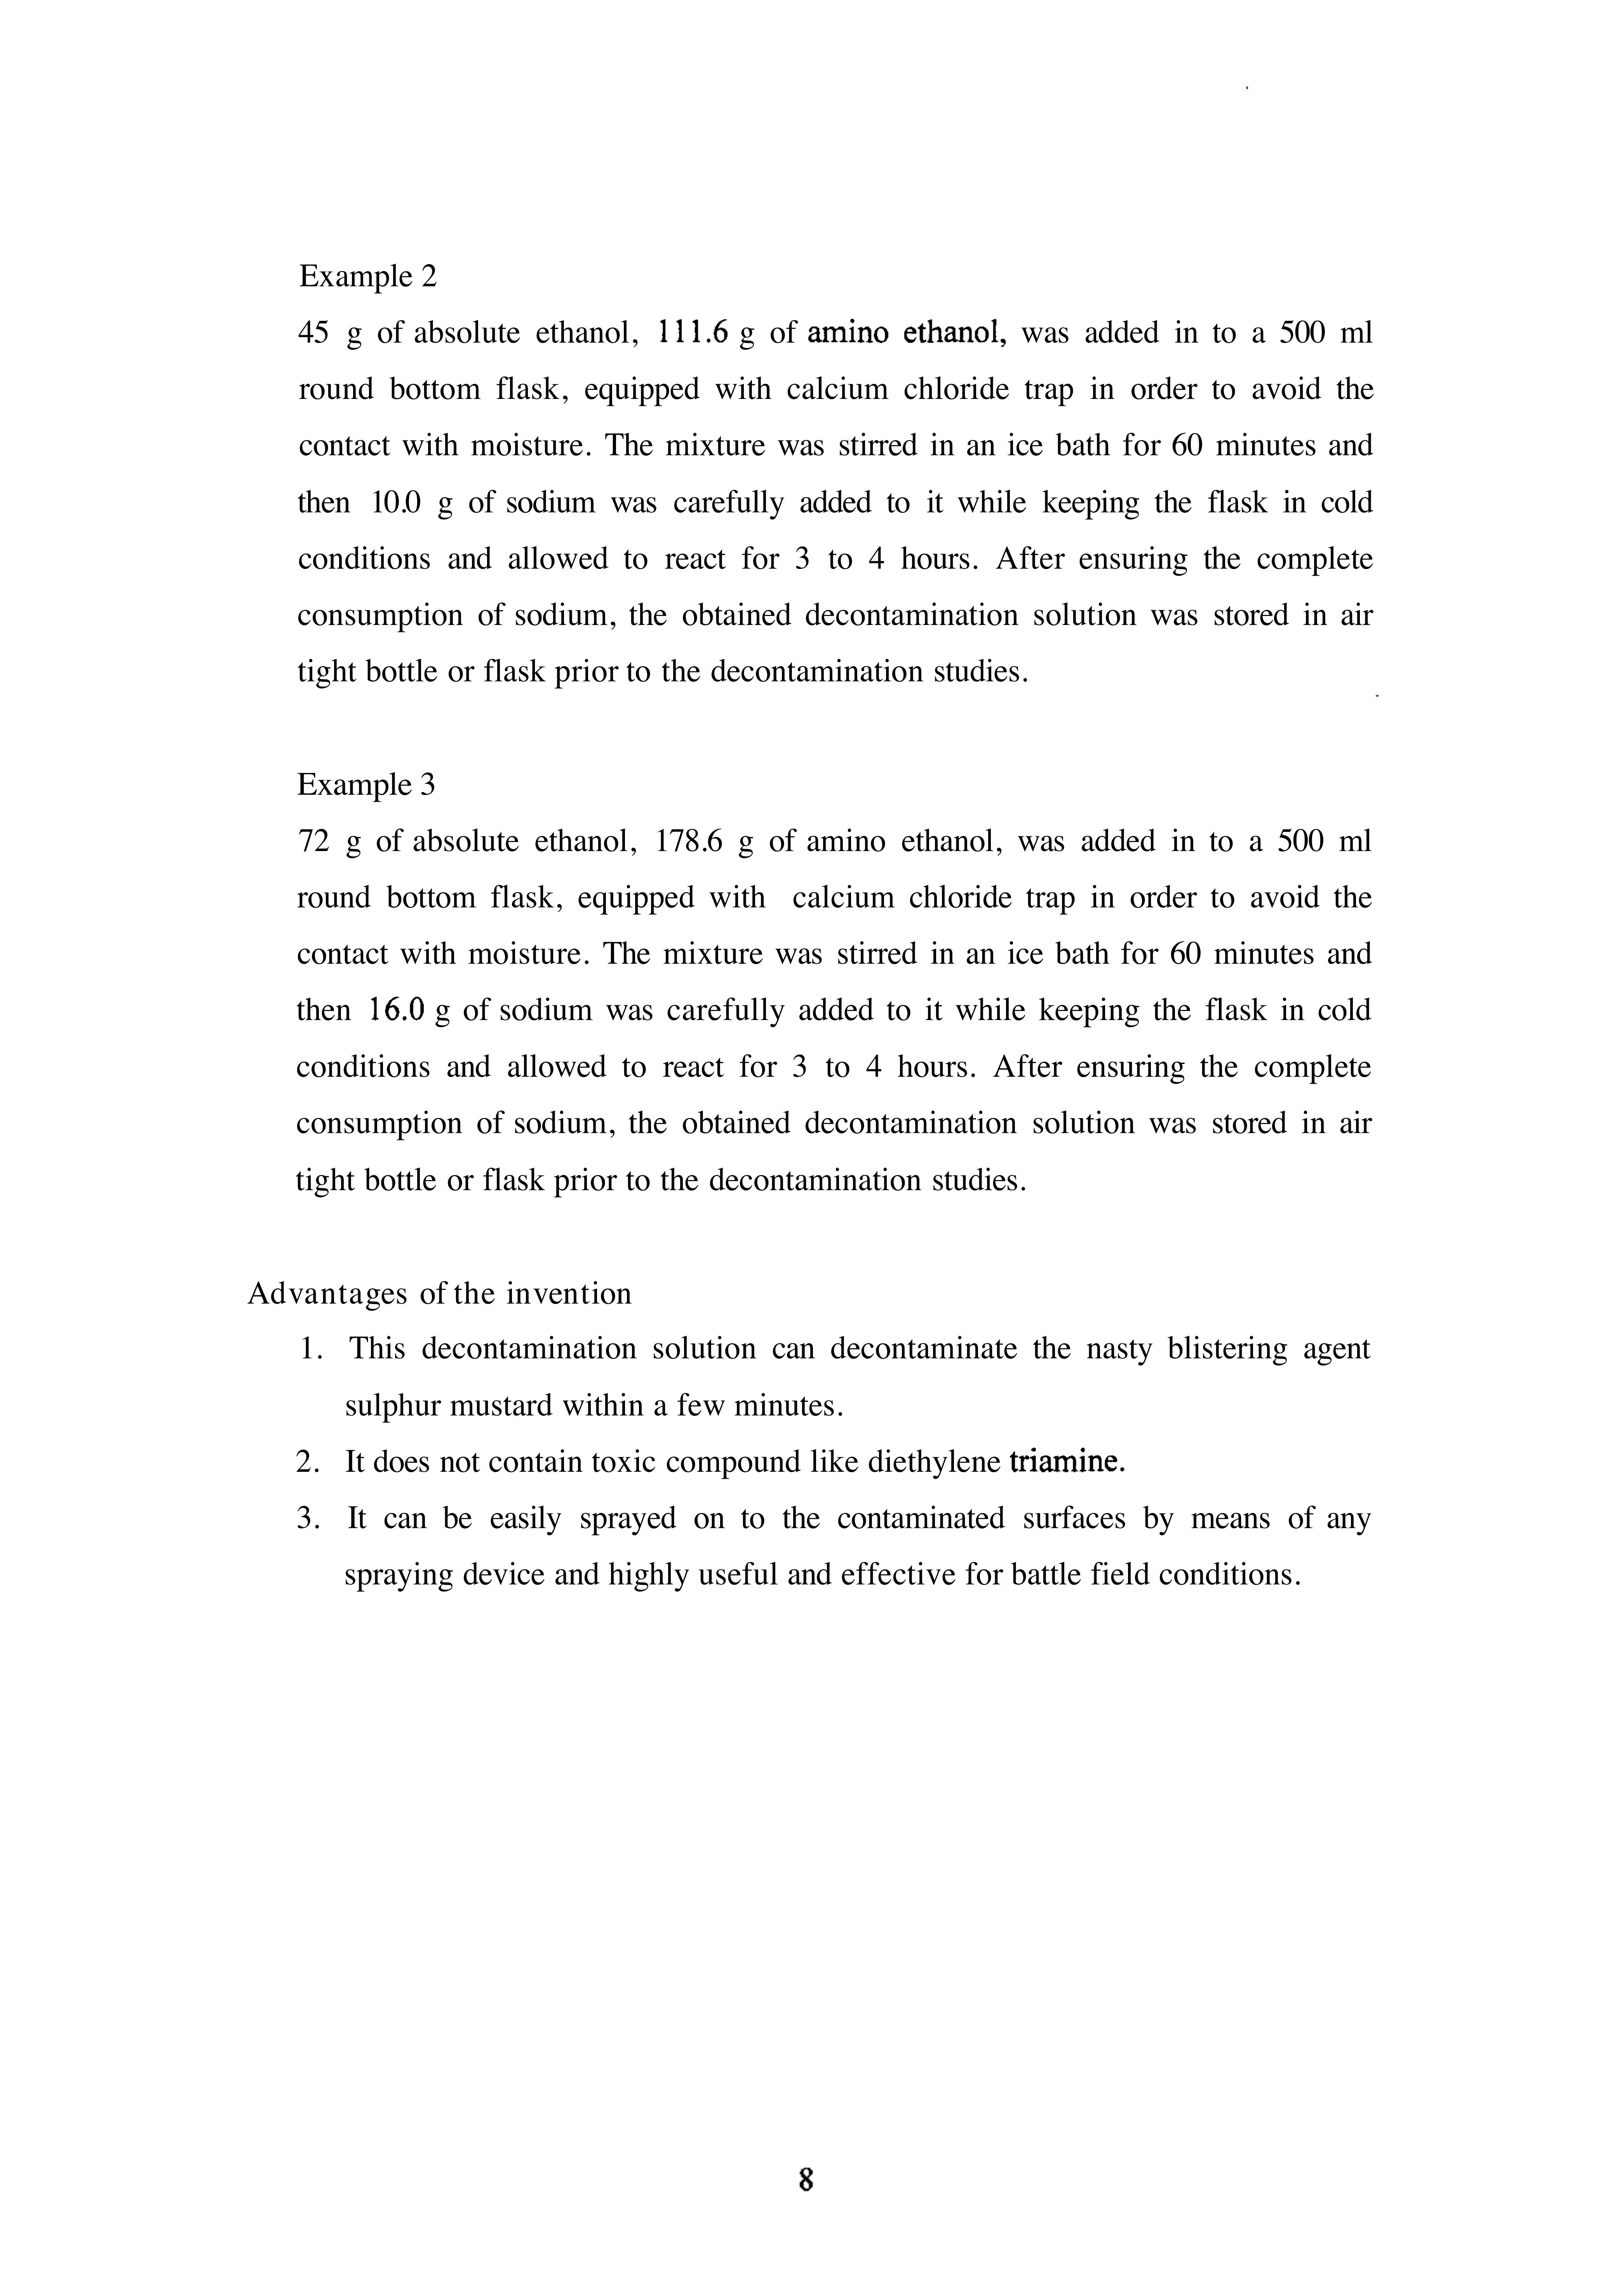 Example 2
45 g of absolute ethanol, 111.6 g of amino ethanol, was added in to a 500 ml
round bottom flask, equipped with calcium chloride trap in order to avoid the
contact with moisture. The mixture was stirred in an ice bath for 60 minutes and
then 10.0 g of sodium was carefully added to it while keeping the flask in cold
conditions and allowed to react for 3 to 4 hours. After ensuring the complete
consumption of sodium, the obtained decontamination solution was stored in air
tight bottle or flask prior to the decontamination studies.
Example 3
72 g of absolute ethanol, 178.6 g of amino ethanol, was added in to a 500 ml
round bottom flask, equipped with calcium chloride trap in order to avoid the
contact with moisture. The mixture was stirred in an ice bath for 60 minutes and
then 16.0 g of sodium was carefully added to it while keeping the flask in cold
conditions and allowed to react for 3 to 4 hours. After ensuring the complete
consumption of sodium, the obtained decontamination solution was stored in air
tight bottle or flask prior to the decontamination studies.
Advantages of the invention
1. This decontamination solution can decontaminate the nasty blistering agent
sulphur mustard within a few minutes.
2. It does not contain toxic compound like diethylene triamine.
3. It can be easily sprayed on to the contaminated surfaces by means of any
spraying device and highly useful and effective for battle field conditions.
8